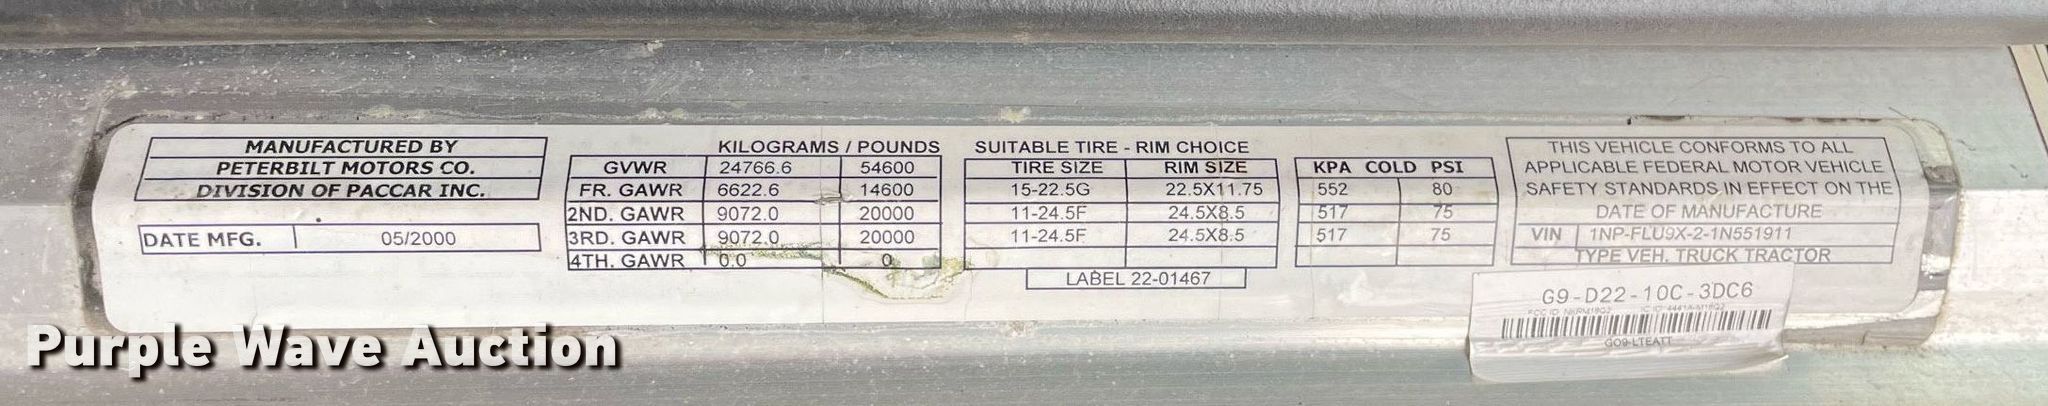 MANUFACTURED BY
PETERBILT MOTORS CO.
DIVISION OF PACCAR INC.
DATE MFG. 05/2000
KILOGRAMS / POUNDS
GVWR 24766.6 54600
FR. GAWR 6622.6 14600
2ND. GAWR 9072.0 20000
3RD. GAWR 9072.0 20000
4TH. GAWR 0.0 0
SUITABLE TIRE - RIM CHOICE
TIRE SIZE RIM SIZE
15-22.5G 22.5X11.75
11-24.5F 24.5X8.5
11-24.5F 24.5X8.5
LABEL 22-01467
KPA COLD PSI
552 80
517 75
517 75
THIS VEHICLE CONFORMS TO ALL
APPLICABLE FEDERAL MOTOR VEHICLE
SAFETY STANDARDS IN EFFECT ON THE
DATE OF MANUFACTURE
VIN 1NP-FLU9X-2-1N551911
TYPE VEH. TRUCK TRACTOR
G9-D22-10C-3DC6
FCC ID: IC ID:
GO9-LTEATT
Purple Wave Auction